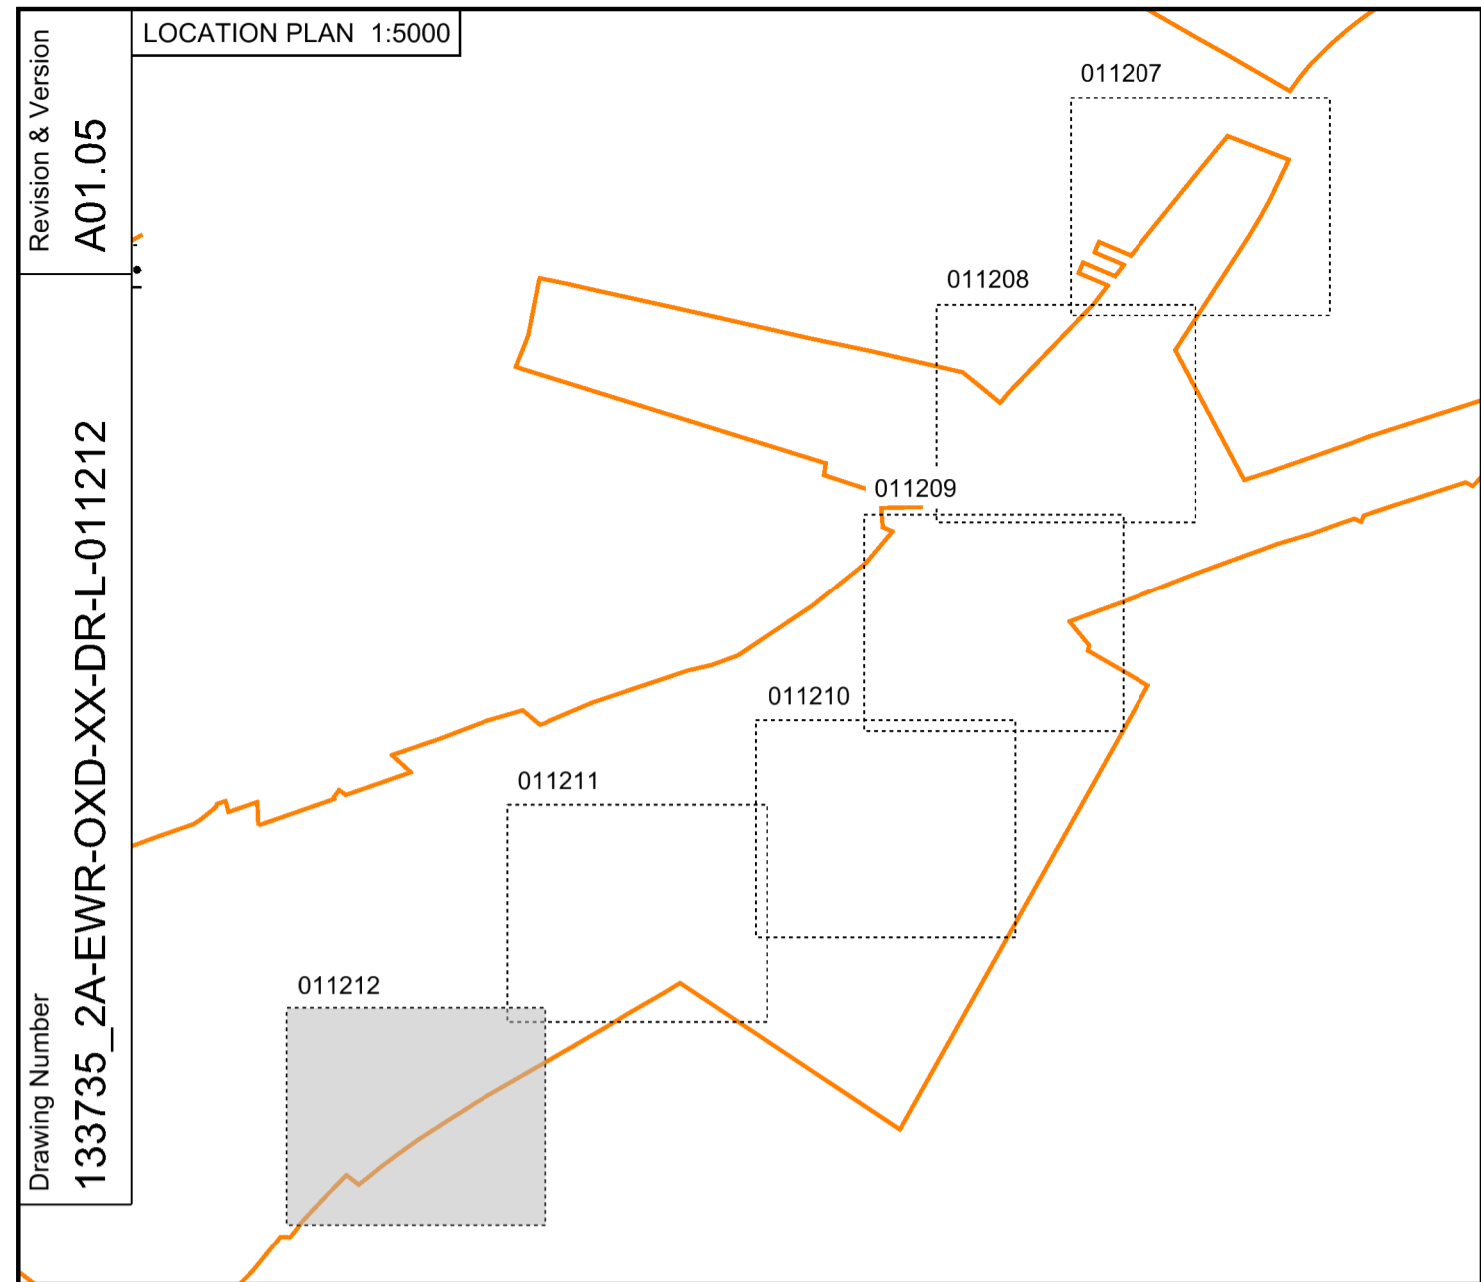 LOCATION PLAN 1:5000
Revision & Version
A01.05
Drawing Number
133735_2A-EWR-OXD-XX-DR-L-011212
011207
011208
011209
011210
011211
011212